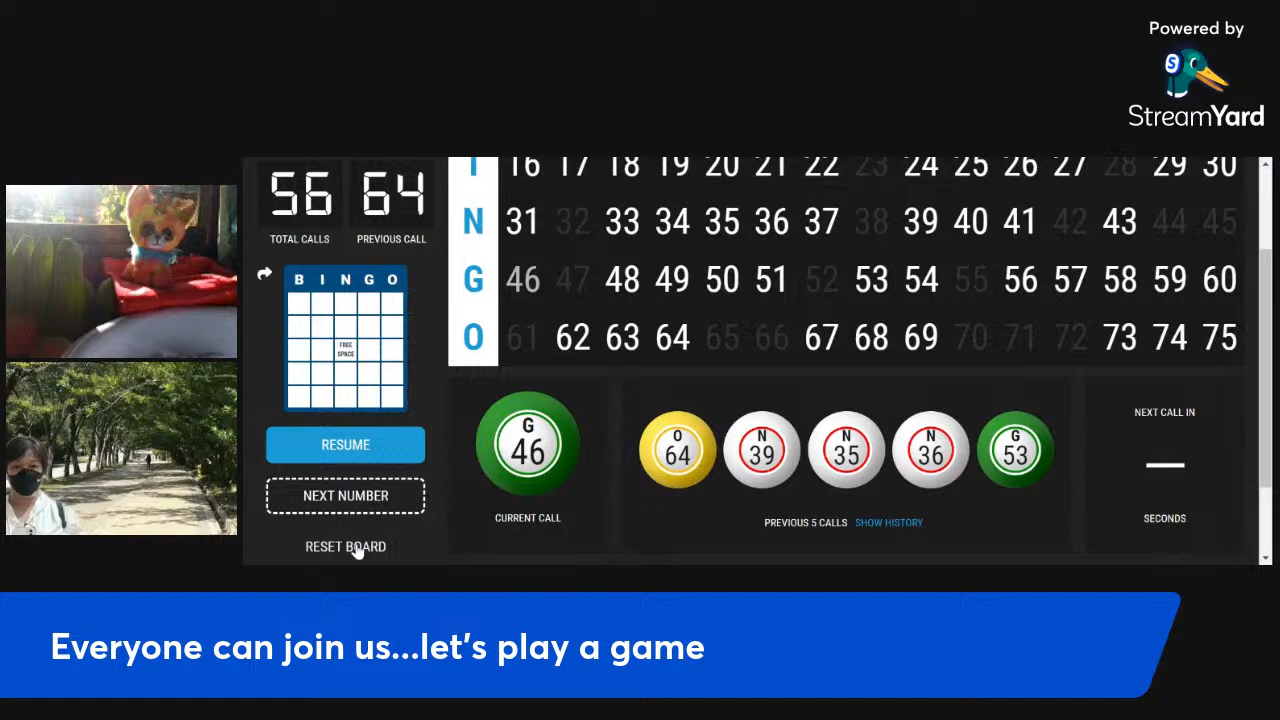 Powered by
StreamYard
I 16 17 18 19 20 21 22 23 24 25 26 27 28 29 30
N 31 32 33 34 35 36 37 38 39 40 41 42 43 44 45
G 46 47 48 49 50 51 52 53 54 55 56 57 58 59 60
O 61 62 63 64 65 66 67 68 69 70 71 72 73 74 75
56 64
TOTAL CALLS PREVIOUS CALL
B I N G O
FREE
SPACE
RESUME
NEXT NUMBER
RESET BOARD
G
46
CURRENT CALL
O
64
N
39
N
35
N
36
G
53
PREVIOUS 5 CALLS SHOW HISTORY
NEXT CALL IN
SECONDS
Everyone can join us...let's play a game